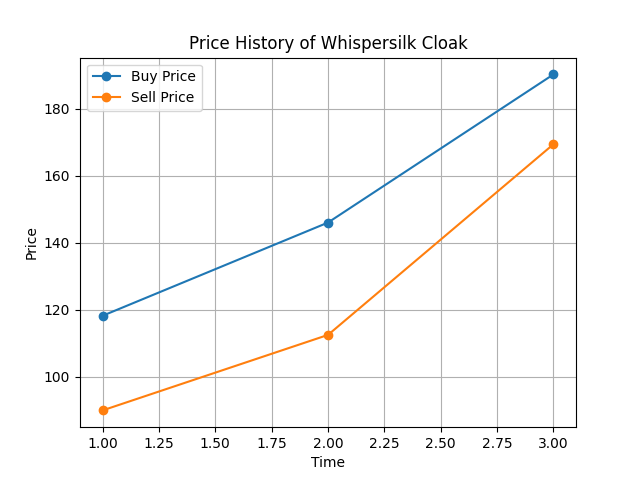 Price History of Whispersilk Cloak
Buy Price
Sell Price
180
160
140
120
100
Price
1.00 1.25 1.50 1.75 2.00 2.25 2.50 2.75 3.00
Time